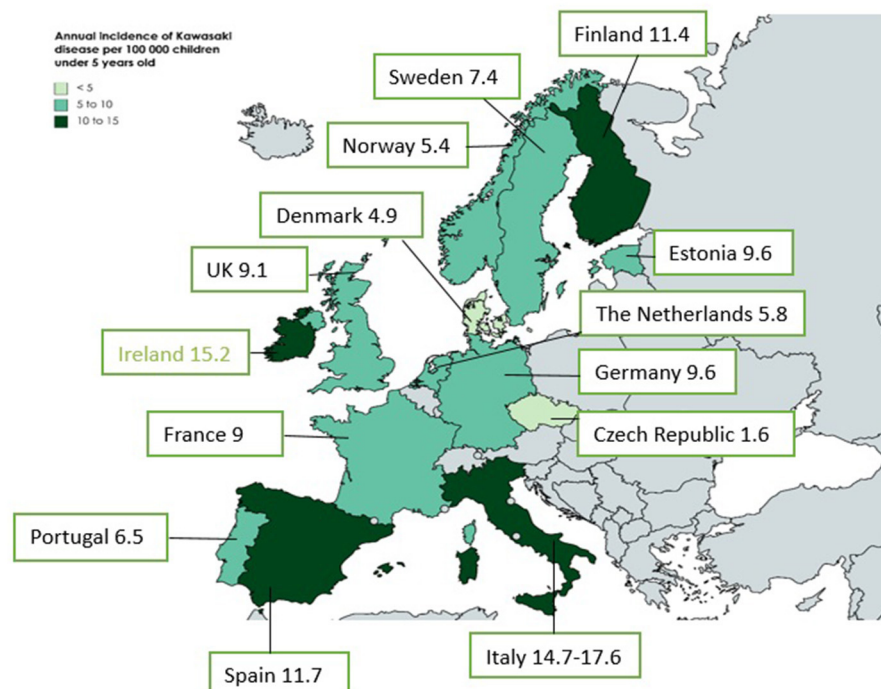 Annual incidence of Kawasaki
disease per 100 000 children
under 5 years old
< 5
5 to 10
10 to 15
Finland 11.4
Sweden 7.4
Norway 5.4
Denmark 4.9
UK 9.1
Estonia 9.6
The Netherlands 5.8
Ireland 15.2
Germany 9.6
France 9
Czech Republic 1.6
Portugal 6.5
Italy 14.7-17.6
Spain 11.7